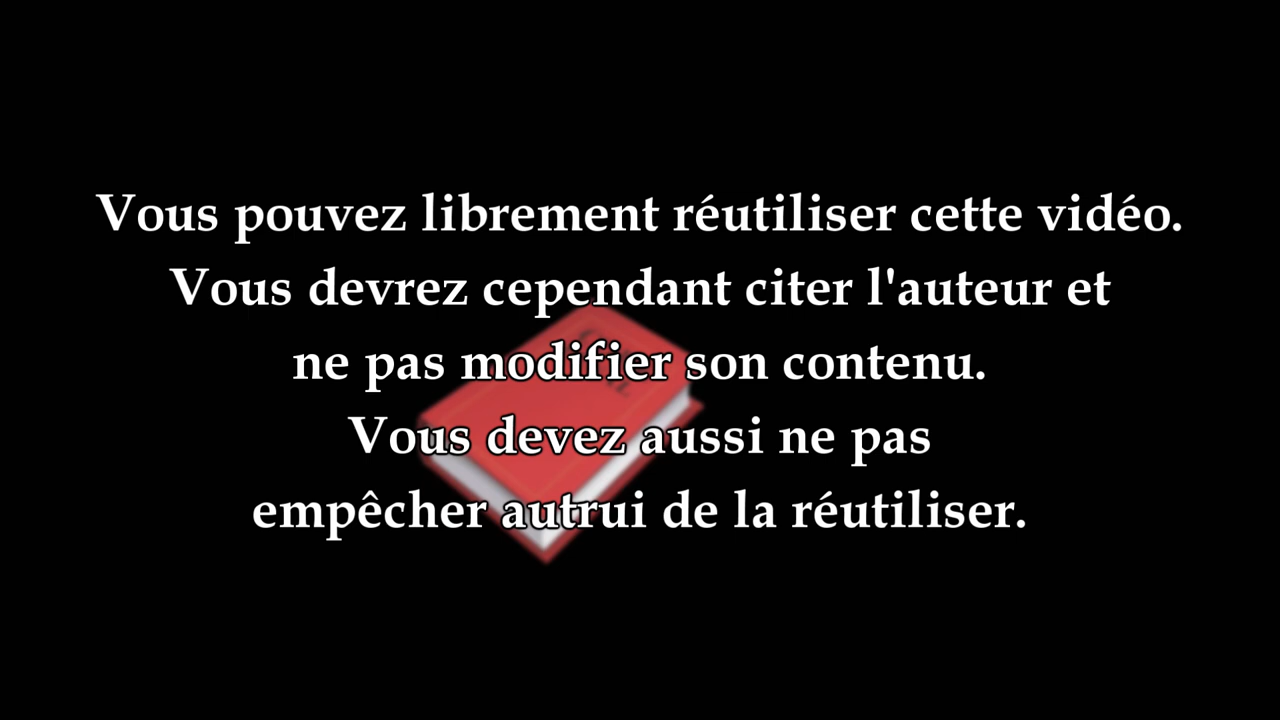 Vous pouvez librement réutiliser cette vidéo.
Vous devrez cependant citer l'auteur et
ne pas modifier son contenu.
Vous devez aussi ne pas
empêcher autrui de la réutiliser.